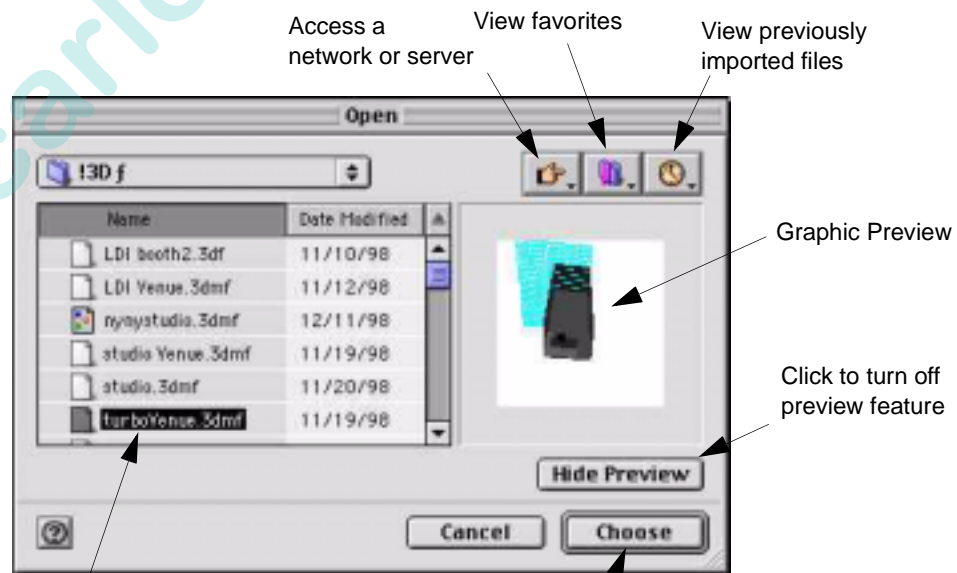 Access a
network or server
View favorites
View previously
imported files
Open
!3D ƒ
Name Date Modified
LDI booth2.3df 11/10/98
LDI Venue.3dmf 11/12/98
nynystudio.3dmf 12/11/98
studio Venue.3dmf 11/19/98
studio.3dmf 11/20/98
turboVenue.3dmf 11/19/98
Graphic Preview
Click to turn off
preview feature
Hide Preview
?
Cancel Choose